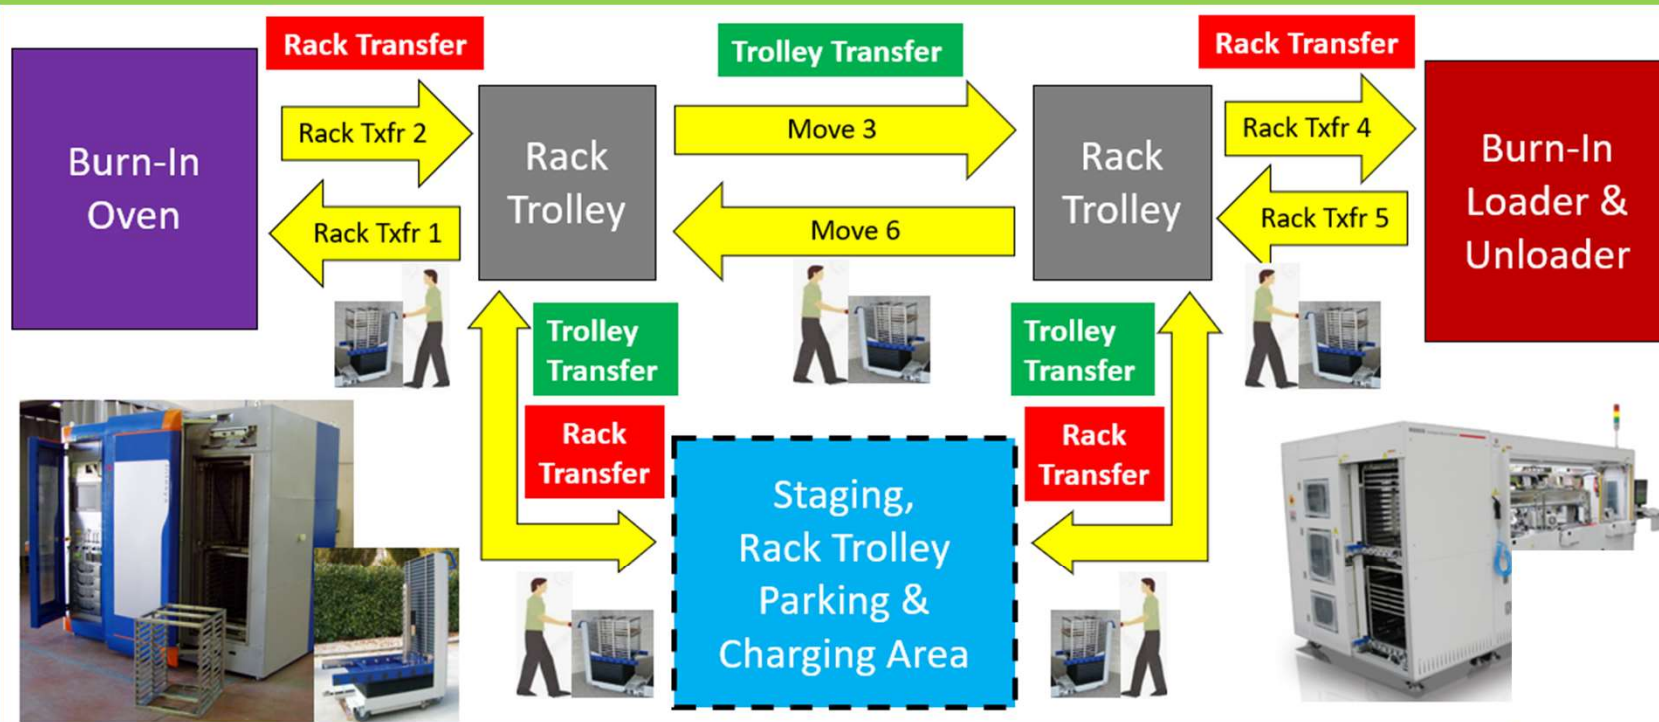 Rack Transfer
Trolley Transfer
Rack Transfer
Burn-In
Oven
Rack Txfr 2
Rack Txfr 1
Rack
Trolley
Move 3
Move 6
Rack
Trolley
Rack Txfr 4
Rack Txfr 5
Burn-In
Loader &
Unloader
Trolley
Transfer
Rack
Transfer
Trolley
Transfer
Rack
Transfer
Staging,
Rack Trolley
Parking &
Charging Area